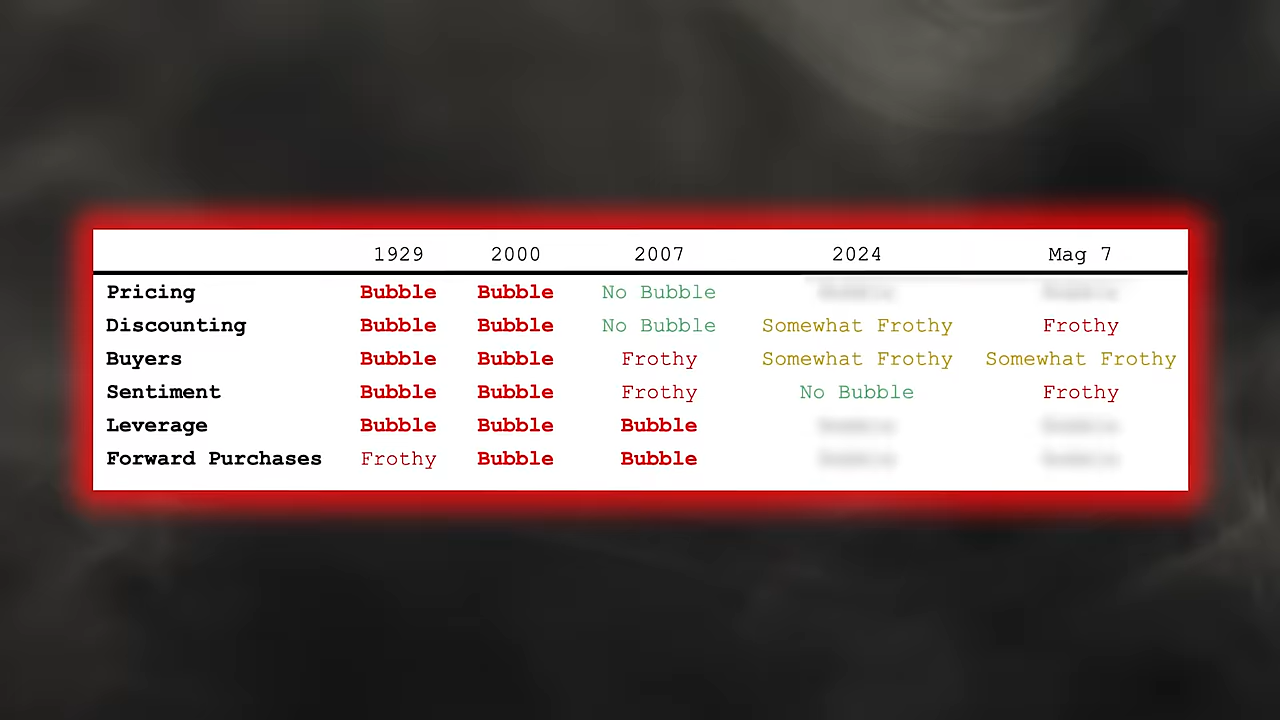 1929 2000 2007 2024 Mag 7
Pricing Bubble Bubble No Bubble
Discounting Bubble Bubble No Bubble Somewhat Frothy Frothy
Buyers Bubble Bubble Frothy Somewhat Frothy Somewhat Frothy
Sentiment Bubble Bubble Frothy No Bubble Frothy
Leverage Bubble Bubble Bubble
Forward Purchases Frothy Bubble Bubble